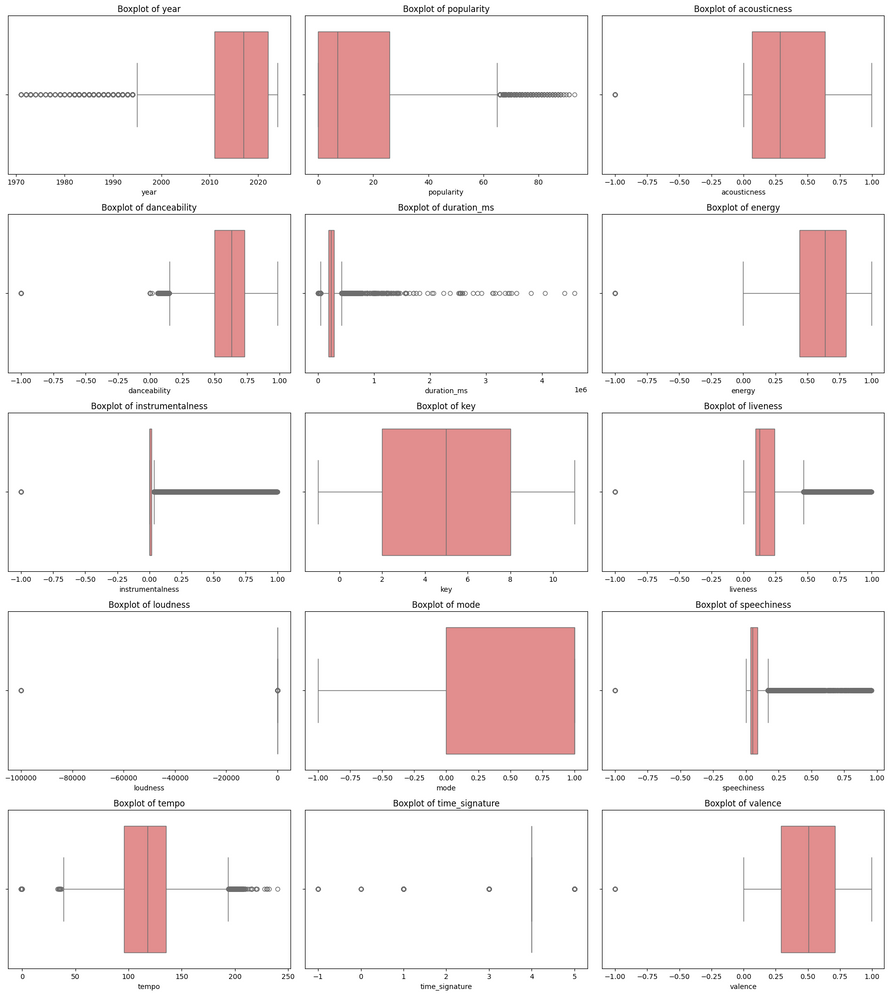 Boxplot of year
1970 1980 1990 2000 2010 2020
year
Boxplot of popularity
0 20 40 60 80
popularity
Boxplot of acousticness
−1.00 −0.75 −0.50 −0.25 0.00 0.25 0.50 0.75 1.00
acousticness
Boxplot of danceability
−1.00 −0.75 −0.50 −0.25 0.00 0.25 0.50 0.75 1.00
danceability
Boxplot of duration_ms
0 1 2 3 4
1e6
duration_ms
Boxplot of energy
−1.00 −0.75 −0.50 −0.25 0.00 0.25 0.50 0.75 1.00
energy
Boxplot of instrumentalness
−1.00 −0.75 −0.50 −0.25 0.00 0.25 0.50 0.75 1.00
instrumentalness
Boxplot of key
0 2 4 6 8 10
key
Boxplot of liveness
−1.00 −0.75 −0.50 −0.25 0.00 0.25 0.50 0.75 1.00
liveness
Boxplot of loudness
−100000 −80000 −60000 −40000 −20000 0
loudness
Boxplot of mode
−1.00 −0.75 −0.50 −0.25 0.00 0.25 0.50 0.75 1.00
mode
Boxplot of speechiness
−1.00 −0.75 −0.50 −0.25 0.00 0.25 0.50 0.75 1.00
speechiness
Boxplot of tempo
0 50 100 150 200 250
tempo
Boxplot of time_signature
−1 0 1 2 3 4 5
time_signature
Boxplot of valence
−1.00 −0.75 −0.50 −0.25 0.00 0.25 0.50 0.75 1.00
valence